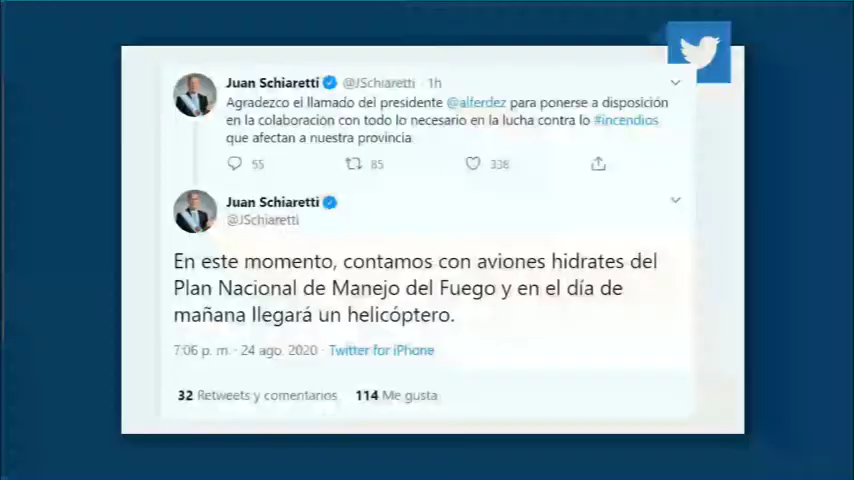 Juan Schiaretti @JSchiaretti · 1h
Agradezco el llamado del presidente @alferdez para ponerse a disposición
en la colaboración con todo lo necesario en la lucha contra lo #incendios
que afectan a nuestra provincia
55 85 338
Juan Schiaretti
@JSchiaretti
En este momento, contamos con aviones hidrates del
Plan Nacional de Manejo del Fuego y en el día de
mañana llegará un helicóptero.
7:06 p. m. · 24 ago. 2020 · Twitter for iPhone
32 Retweets y comentarios 114 Me gusta